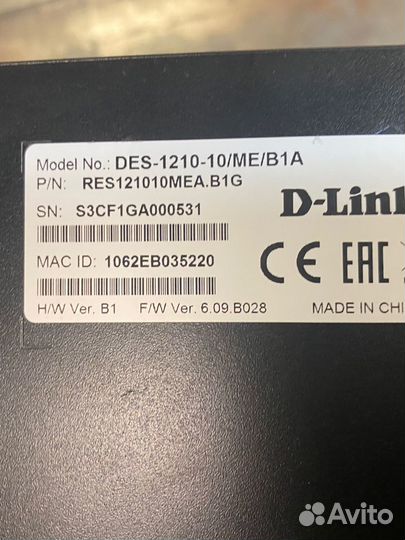 Model No.: DES-1210-10/ME/B1A
P/N: RES121010MEA.B1G
SN: S3CF1GA000531
D-Link
MAC ID: 1062EB035220
CE EAC
H/W Ver. B1 F/W Ver. 6.09.B028 MADE IN CHI
Avito